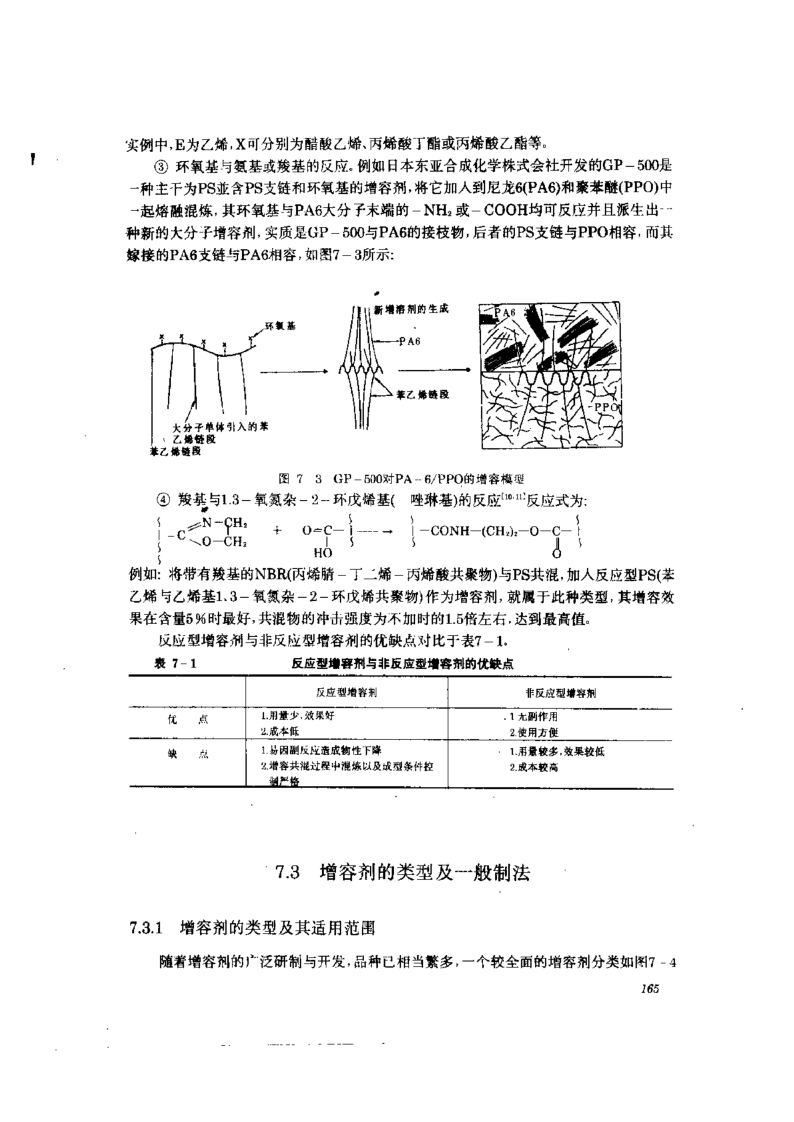 实例中,E为乙烯,X可分别为醋酸乙烯、丙烯酸丁酯或丙烯酸乙酯等。
③ 环氧基与氨基或羧基的反应。例如日本东亚合成化学株式会社开发的GP-500是
一种主干为PS並含PS支链和环氧基的增容剂,将它加人到尼龙6(PA6)和聚苯醚(PPO)中
一起熔融混炼,其环氧基与PA6大分子末端的-NH₂或-COOH均可反应并且派生出一
种新的大分子增容剂,实质是GP-500与PA6的接枝物,后者的PS支链与PPO相容,而其
嫁接的PA6支链与PA6相容,如图7-3所示:
环氧基
大分子单体引入的苯
乙烯链段
苯乙烯链段
新增溶剂的生成
PA6
苯乙烯链段
PA6
PPO
图 7 3 GP-500对PA-6/PPO的增容模型
④ 羧基与1.3-氧氮杂-2-环戊烯基( 唑琳基)的反应[10·11]反应式为:
-C N-CH₂ O-CH₂ + O=C- HO → -CONH-(CH₂)₂-O-C- O
例如: 将带有羧基的NBR(丙烯腈-丁二烯-丙烯酸共聚物)与PS共混,加人反应型PS(苯
乙烯与乙烯基1、3-氧氮杂-2-环戊烯共聚物)作为增容剂,就属于此种类型,其增容效
果在含量5%时最好,共混物的冲击强度为不加时的1.5倍左右,达到最高值。
反应型增容剂与非反应型增容剂的优缺点对比于表7-1。
表 7-1 反应型增容剂与非反应型增容剂的优缺点
反应型增容剂 非反应型增容剂
优 点 1.用量少、效果好 1 无副作用
2.成本低 2.使用方便
缺 点 1.易因副反应造成物性下降 1.用量较多,效果较低
2.增容共混过程中混炼以及成型条件控 2.成本较高
制严格
7.3 增容剂的类型及一般制法
7.3.1 增容剂的类型及其适用范围
随着增容剂的广泛研制与开发,品种已相当繁多,一个较全面的增容剂分类如图7-4
165